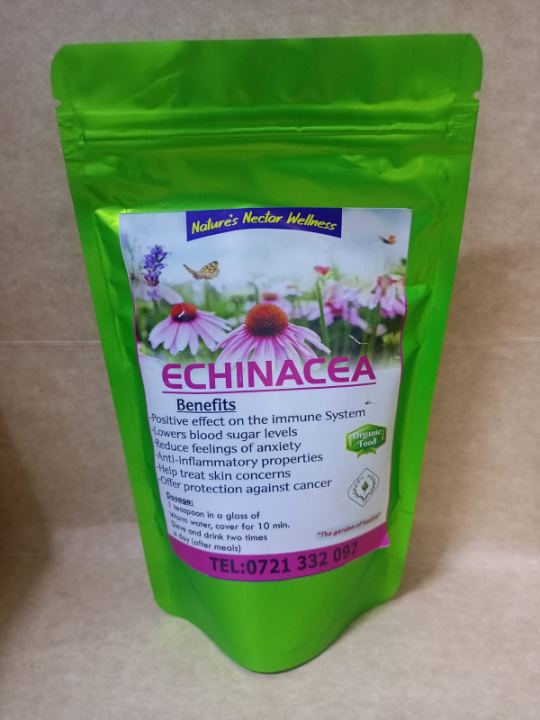 Nature's Nectar Wellness
ECHINACEA
Benefits
-Positive effect on the immune System
-Lowers blood sugar levels
-Reduce feelings of anxiety
-Anti-inflammatory properties
-Help treat skin concerns
-Offer protection against cancer
Organic
Food
Dosage:
1 teaspoon in a glass of
Warm water, cover for 10 min.
Sieve and drink two times
a day (after meals)
"The garden of health"
TEL:0721 332 097